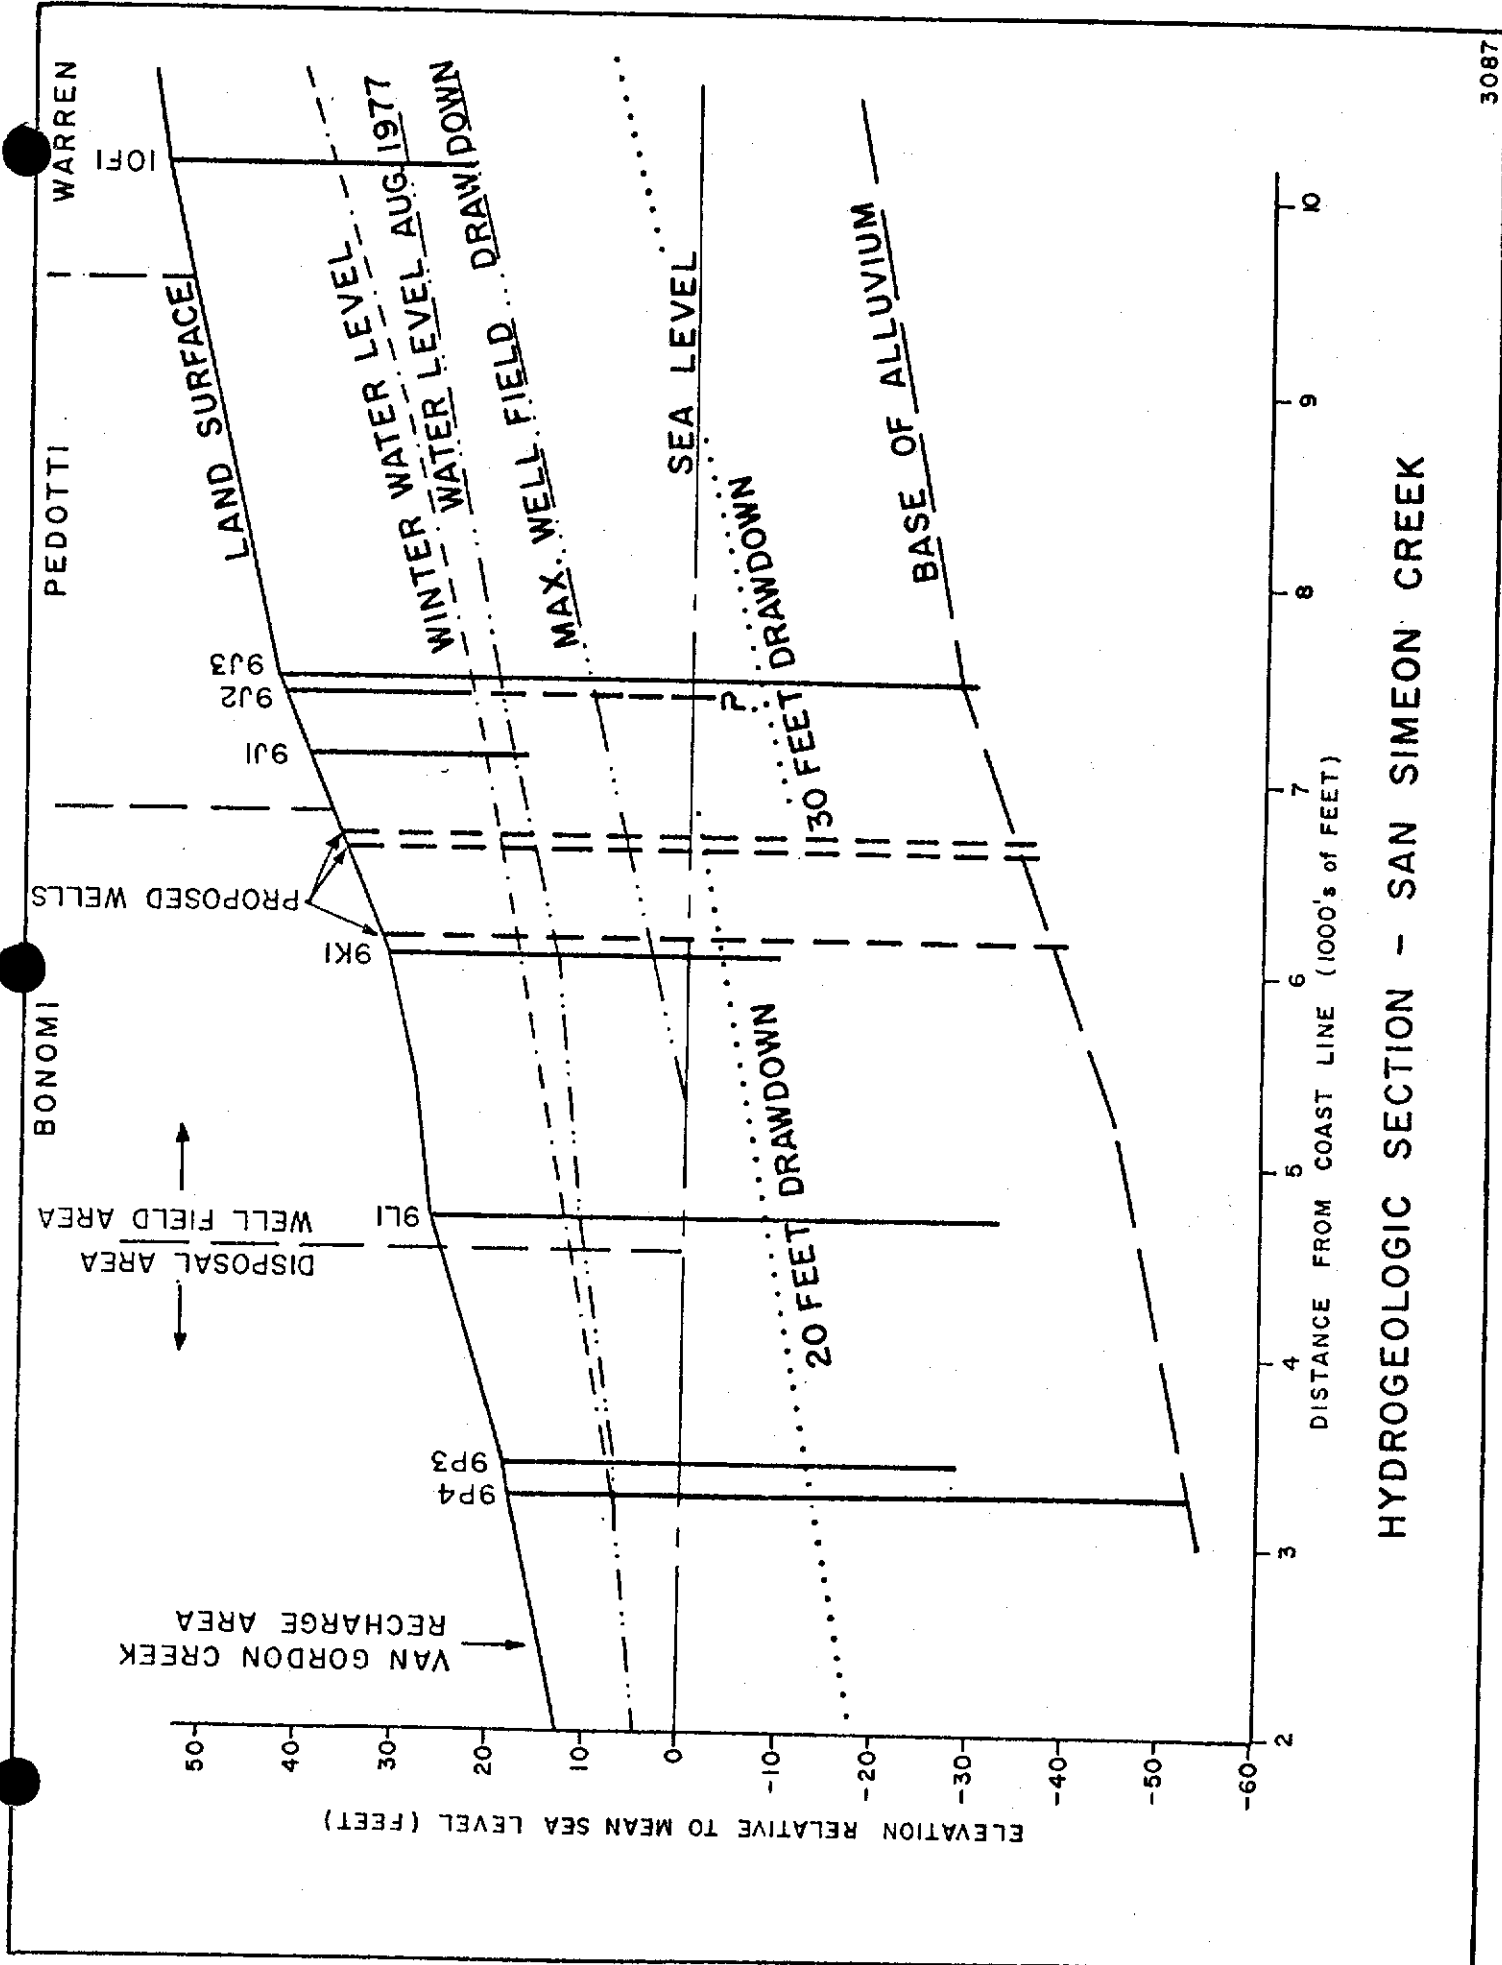 BONOMI
PEDOTTI
WARREN
DISPOSAL AREA
WELL FIELD AREA
PROPOSED WELLS
VAN GORDON CREEK
RECHARGE AREA
9P4
9P3
9L1
9K1
9J1
9J2
9J3
10F1
LAND SURFACE
WINTER WATER LEVEL
WATER LEVEL AUG. 1977
MAX. WELL FIELD DRAWDOWN
SEA LEVEL
20 FEET DRAWDOWN
30 FEET DRAWDOWN
?
BASE OF ALLUVIUM
ELEVATION RELATIVE TO MEAN SEA LEVEL (FEET)
50
40
30
20
10
0
-10
-20
-30
-40
-50
-60
2 3 4 5 6 7 8 9 10
DISTANCE FROM COAST LINE (1000's of FEET)
HYDROGEOLOGIC SECTION - SAN SIMEON CREEK
3087